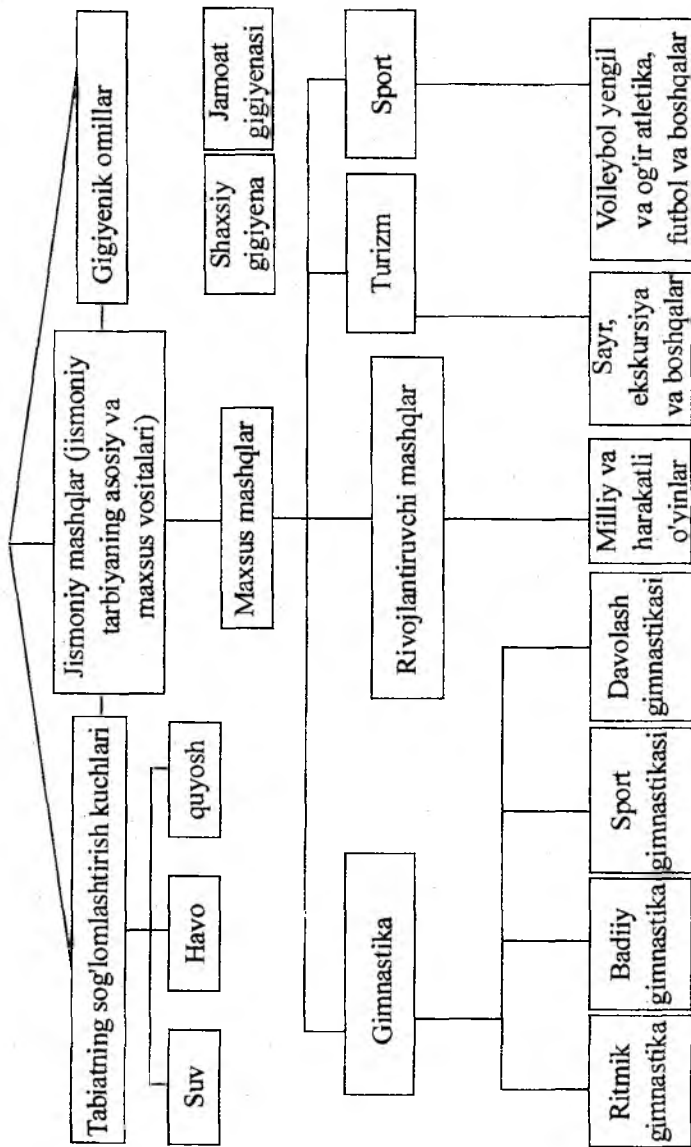 Tabiatning sog'lomlashtirish kuchlari
Jismoniy mashqlar (jismoniy
tarbiyaning asosiy va
maxsus vositalari)
Gigiyenik omillar
Suv
Havo
quyosh
Maxsus mashqlar
Shaxsiy
gigiyena
Jamoat
gigiyenasi
Gimnastika
Rivojlantiruvchi mashqlar
Turizm
Sport
Ritmik
gimnastika
Badiiy
gimnastika
Sport
gimnastikasi
Davolash
gimnastikasi
Milliy va
harakatli
o'yinlar
Sayr,
ekskursiya
va boshqalar
Volleybol yengil
va og'ir atletika,
futbol va boshqalar